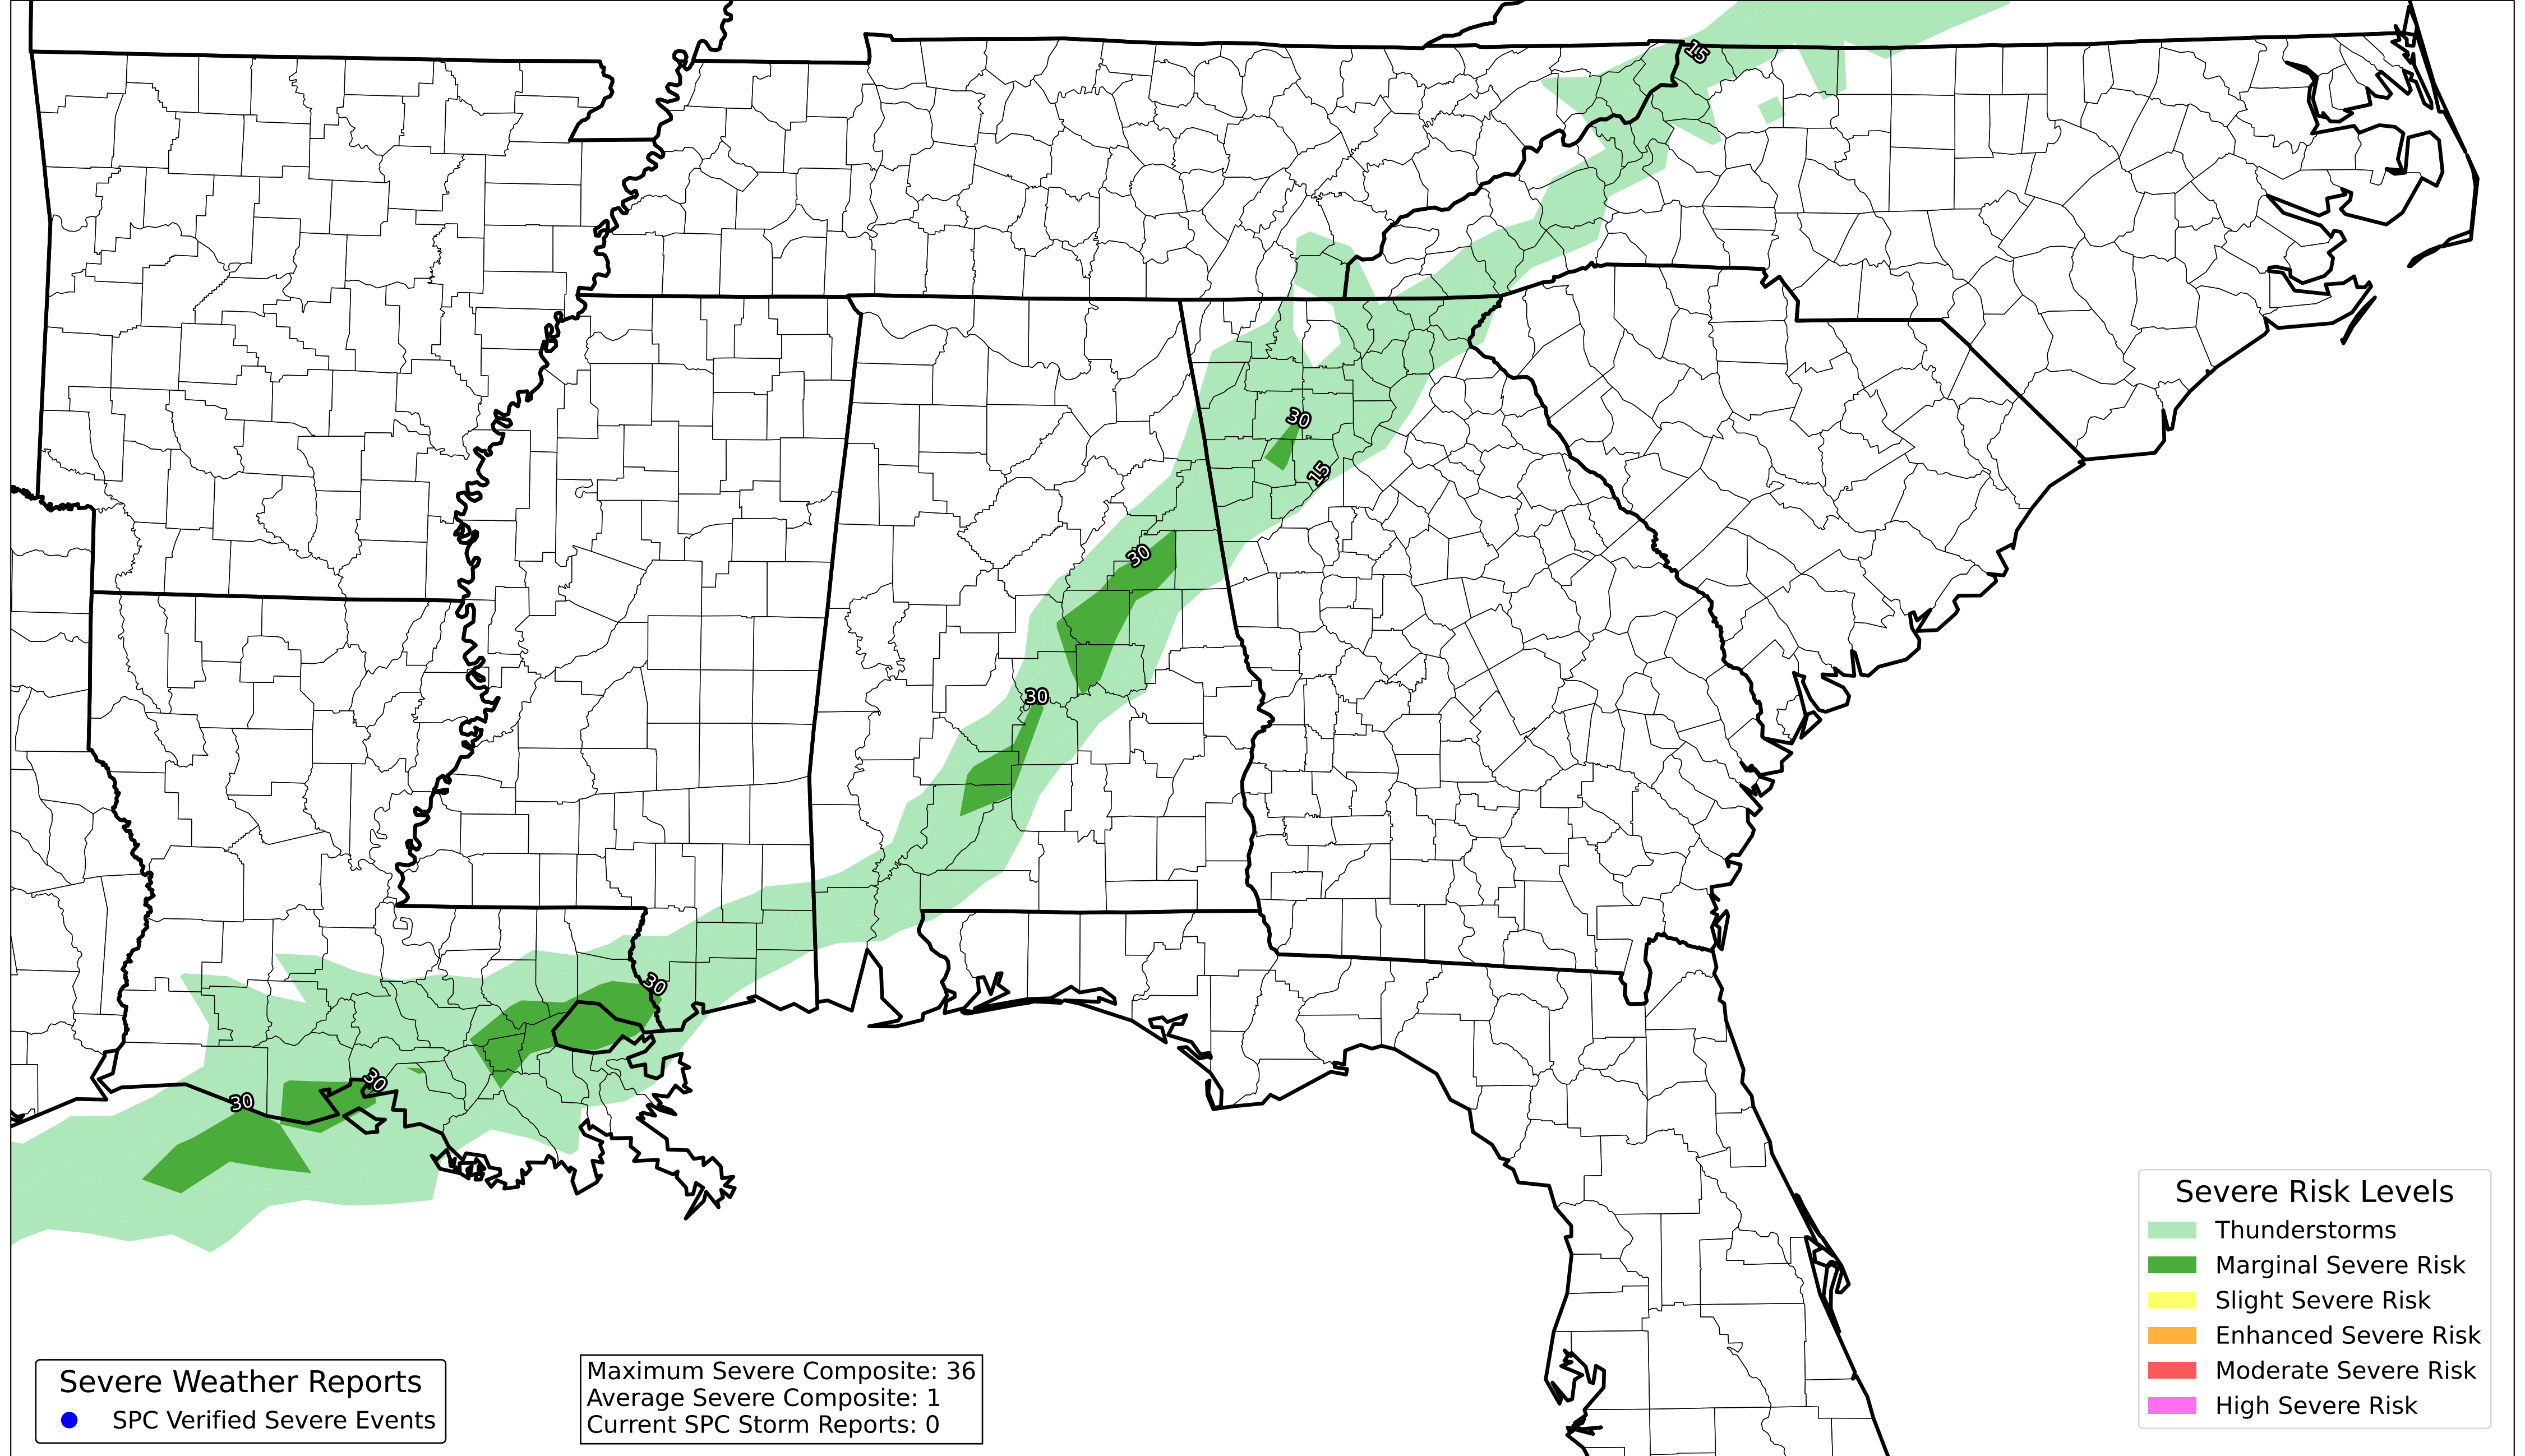 15
30
15
30
30
30
30
30
Severe Risk Levels
Thunderstorms
Marginal Severe Risk
Slight Severe Risk
Enhanced Severe Risk
Moderate Severe Risk
High Severe Risk
Severe Weather Reports
SPC Verified Severe Events
Maximum Severe Composite: 36
Average Severe Composite: 1
Current SPC Storm Reports: 0